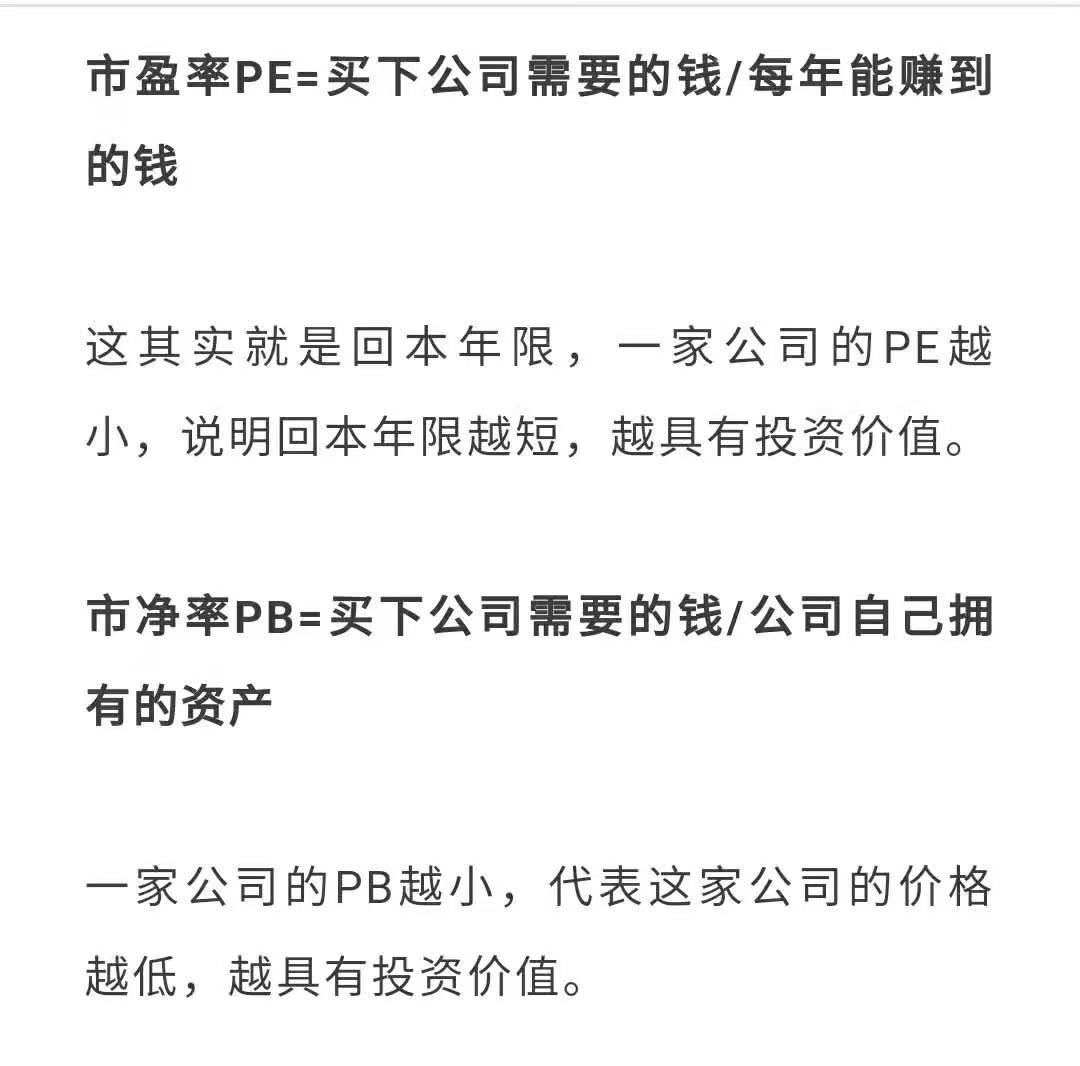 市盈率PE=买下公司需要的钱/每年能赚到
的钱
这其实就是回本年限，一家公司的PE越
小，说明回本年限越短，越具有投资价值。
市净率PB=买下公司需要的钱/公司自己拥
有的资产
一家公司的PB越小，代表这家公司的价格
越低，越具有投资价值。